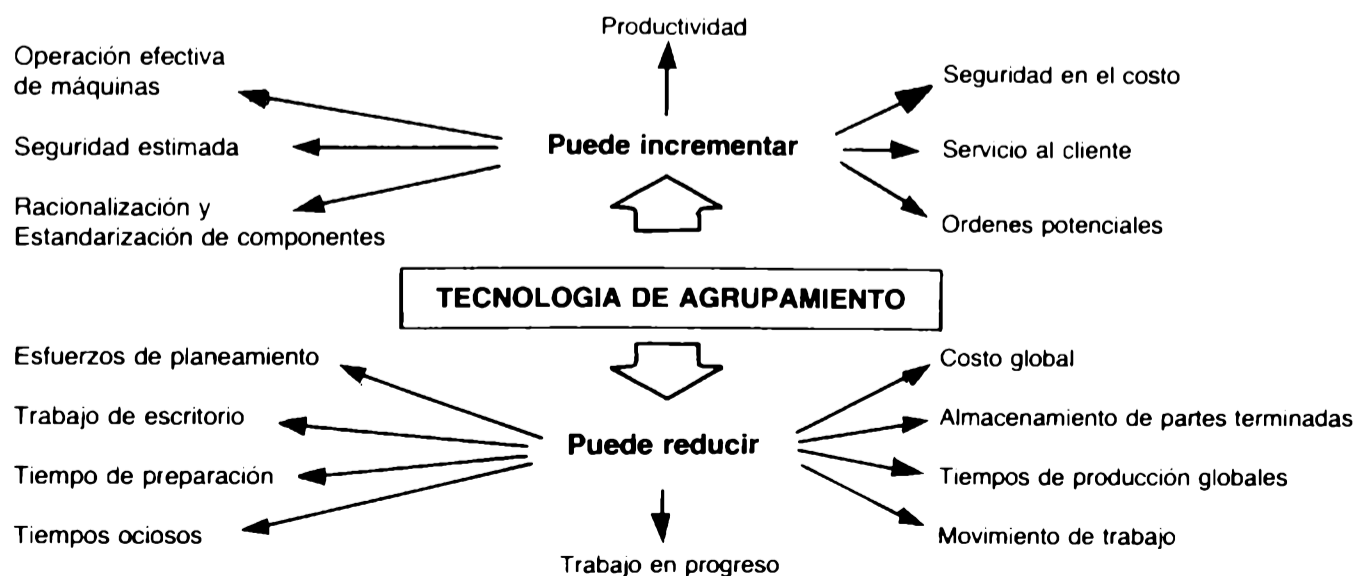 Productividad
Operación efectiva
de máquinas
Seguridad en el costo
Seguridad estimada
Puede incrementar
Servicio al cliente
Racionalización y
Estandarización de componentes
Ordenes potenciales
TECNOLOGIA DE AGRUPAMIENTO
Esfuerzos de planeamiento
Costo global
Trabajo de escritorio
Almacenamiento de partes terminadas
Puede reducir
Tiempo de preparación
Tiempos de producción globales
Tiempos ociosos
Movimiento de trabajo
Trabajo en progreso